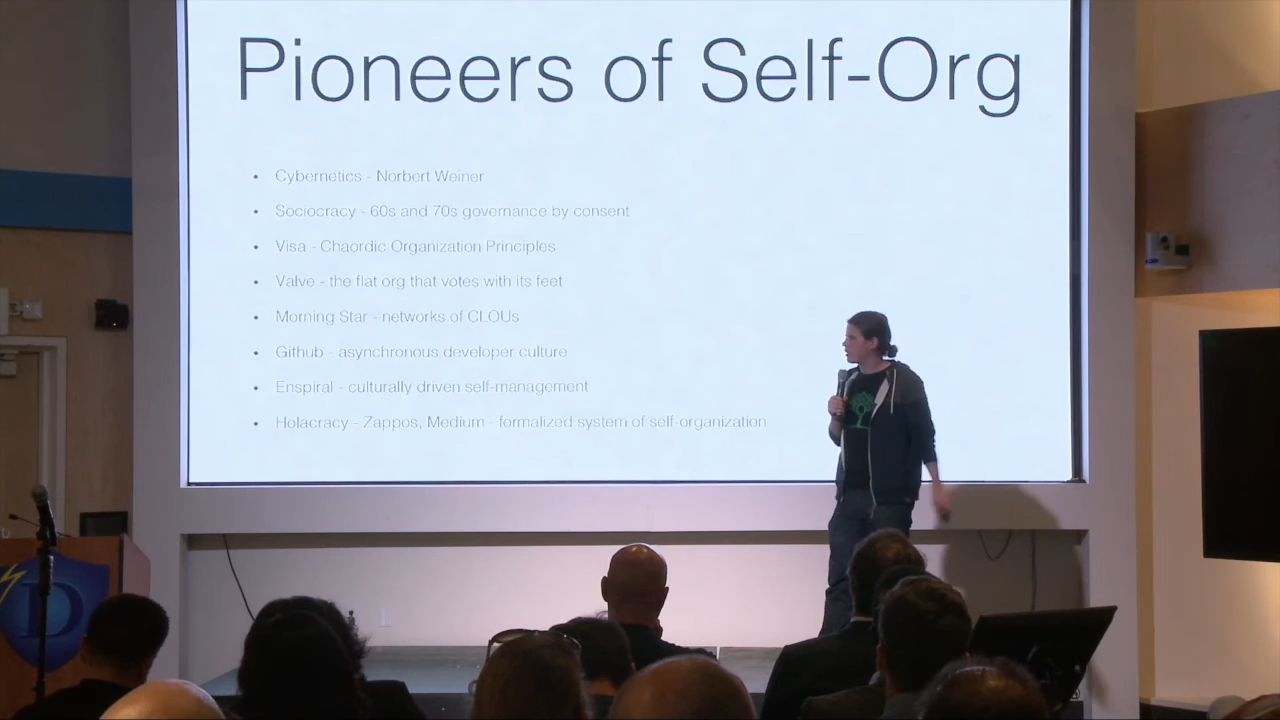 Pioneers of Self-Org
• Cybernetics - Norbert Weiner
• Sociocracy - 60s and 70s governance by consent
• Visa - Chaordic Organization Principles
• Valve - the flat org that votes with its feet
• Morning Star - networks of CLOUs
• Github - asynchronous developer culture
• Enspiral - culturally driven self-management
• Holacracy - Zappos, Medium - formalized system of self-organization
D